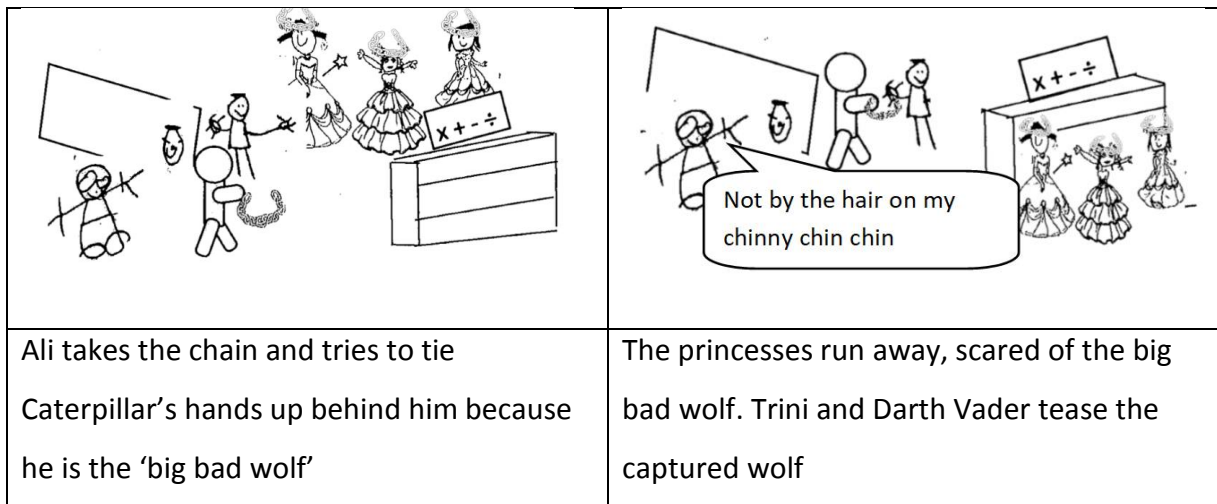 x + - ÷
x + - ÷
Not by the hair on my
chinny chin chin
Ali takes the chain and tries to tie
Caterpillar’s hands up behind him because
he is the ‘big bad wolf’
The princesses run away, scared of the big
bad wolf. Trini and Darth Vader tease the
captured wolf